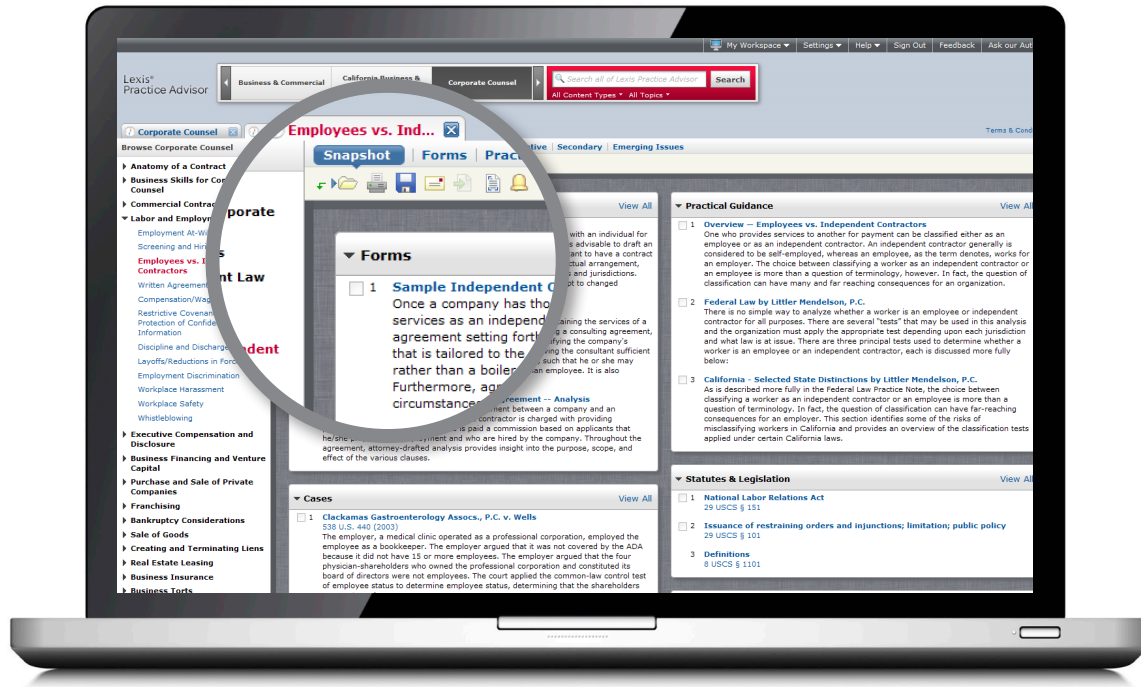 My Workspace Settings Help Sign Out Feedback Ask our Aut
Lexis®
Practice Advisor
Business & Commercial
California Business &
Corporate Counsel
Search all of Lexis Practice Advisor
Search
All Content Types All Topics
Terms & Cond
Corporate Counsel
Employees vs. Ind...
Browse Corporate Counsel
Snapshot Forms Prac
Secondary Emerging Issues
Anatomy of a Contract
Business Skills for Cor
Counsel
Commercial Contrac
Labor and Employm
Employment At-Wi
Screening and Hiri
Employees vs. I
Contractors
Written Agreement
Compensation/Wag
Restrictive Covenan
Protection of Confide
Information
Discipline and Discharge
Layoffs/Reductions in Forc
Employment Discrimination
Workplace Harassment
Workplace Safety
Whistleblowing
Executive Compensation and
Disclosure
Business Financing and Venture
Capital
Purchase and Sale of Private
Companies
Franchising
Bankruptcy Considerations
Sale of Goods
Creating and Terminating Liens
Real Estate Leasing
Business Insurance
Business Torts
porate
s
nt Law
ndent
Forms
1 Sample Independent C
Once a company has tho
services as an independ
agreement setting forth
that is tailored to the
rather than a boiler
Furthermore, agr
circumstances
View All
with an individual for
s advisable to draft an
ant to have a contract
ctual arrangement,
and jurisdictions.
pt to changed
aining the services of a
g a consulting agreement,
fying the company's
ving the consultant sufficient
such that he or she may
an employee. It is also
greement -- Analysis
ment between a company and an
contractor is charged with providing
is paid a commission based on applicants that
he/she p oyment and who are hired by the company. Throughout the
agreement, attorney-drafted analysis provides insight into the purpose, scope, and
effect of the various clauses.
Cases View All
1 Clackamas Gastroenterology Assocs., P.C. v. Wells
538 U.S. 440 (2003)
The employer, a medical clinic operated as a professional corporation, employed the
employee as a bookkeeper. The employer argued that it was not covered by the ADA
because it did not have 15 or more employees. The employer argued that the four
physician-shareholders who owned the professional corporation and constituted its
board of directors were not employees. The court applied the common-law control test
of employee status to determine employee status, determining that the shareholders
Practical Guidance View All
1 Overview — Employees vs. Independent Contractors
One who provides services to another for payment can be classified either as an
employee or as an independent contractor. An independent contractor generally is
considered to be self-employed, whereas an employee, as the term denotes, works for
an employer. The choice between classifying a worker as an independent contractor or
an employee is more than a question of terminology, however. In fact, the question of
classification can have many and far reaching consequences for an organization.
2 Federal Law by Littler Mendelson, P.C.
There is no simple way to analyze whether a worker is an employee or independent
contractor for all purposes. There are several "tests" that may be used in this analysis
and the organization must apply the appropriate test depending upon each jurisdiction
and what law is at issue. There are three principal tests used to determine whether a
worker is an employee or an independent contractor, each is discussed more fully
below:
3 California - Selected State Distinctions by Littler Mendelson, P.C.
As is described more fully in the Federal Law Practice Note, the choice between
classifying a worker as an independent contractor or an employee is more than a
question of terminology. In fact, the question of classification can have far-reaching
consequences for an employer. This section identifies some of the risks of
misclassifying workers in California and provides an overview of the classification tests
applied under certain California laws.
Statutes & Legislation View All
1 National Labor Relations Act
29 USCS § 151
2 Issuance of restraining orders and injunctions; limitation; public policy
29 USCS § 101
3 Definitions
8 USCS § 1101